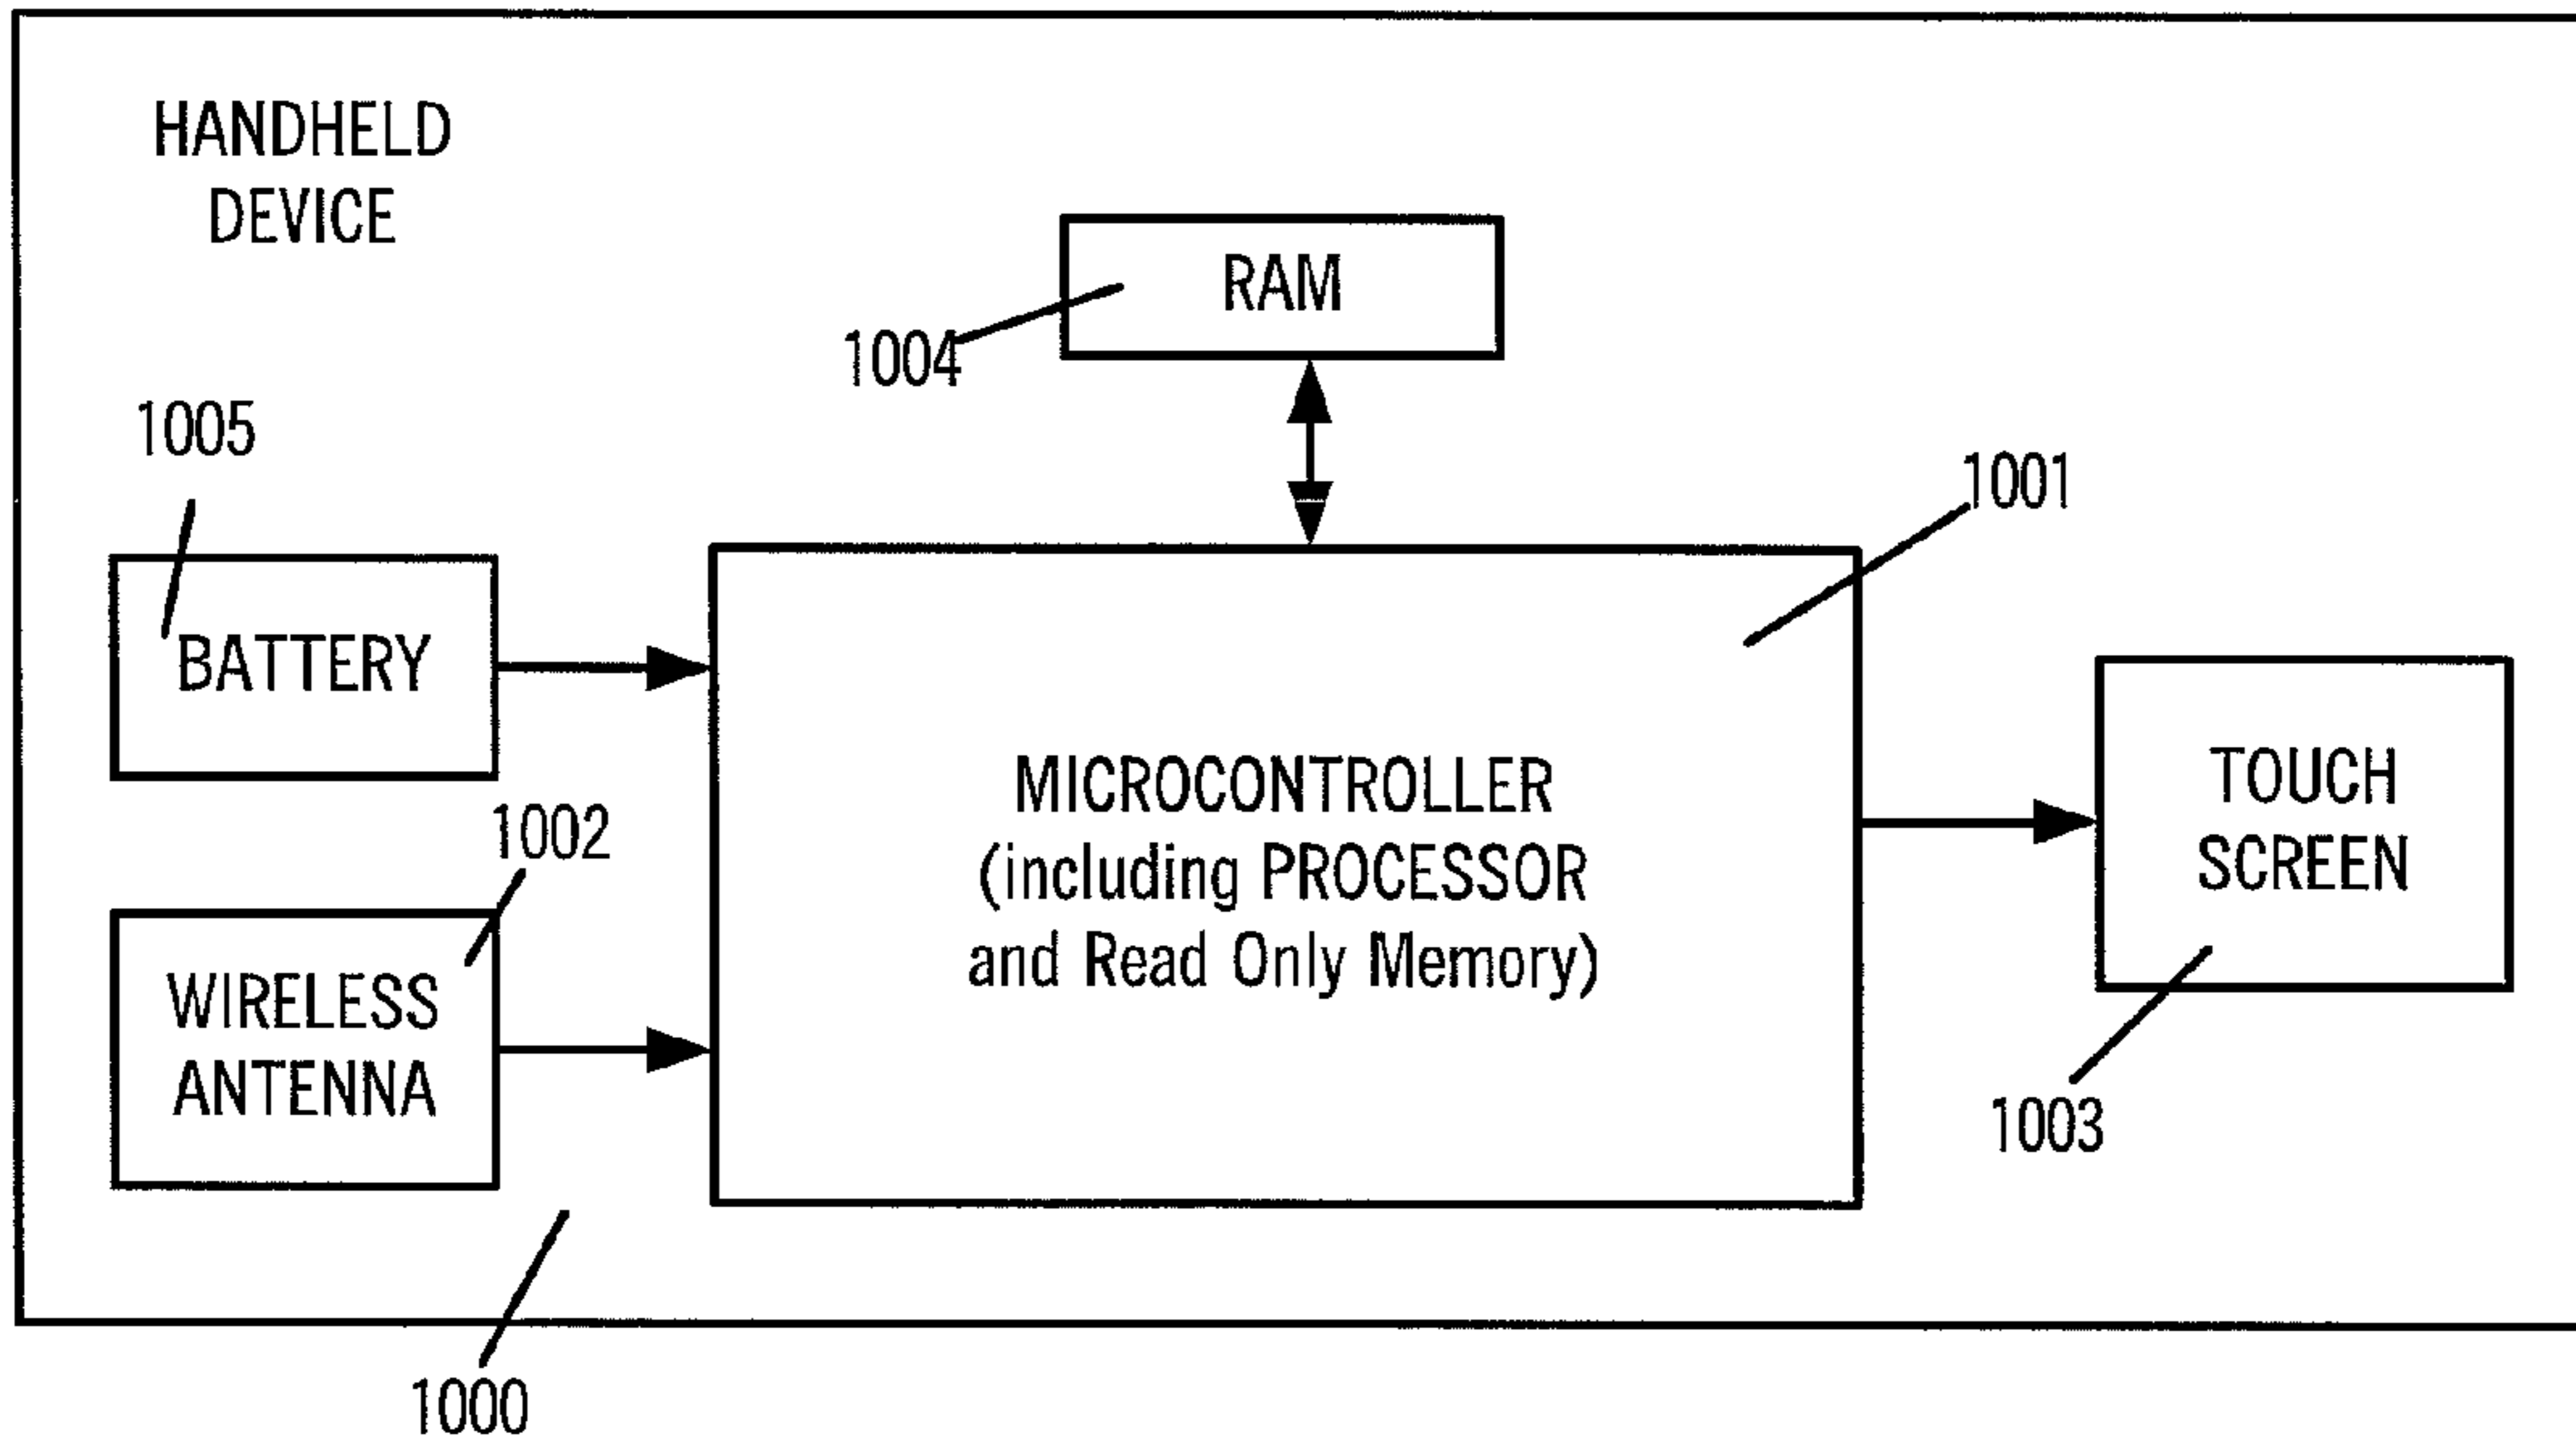 HANDHELD
DEVICE
RAM
1004
1005
1001
BATTERY
1002
MICROCONTROLLER
(including PROCESSOR
and Read Only Memory)
TOUCH
SCREEN
WIRELESS
ANTENNA
1003
1000